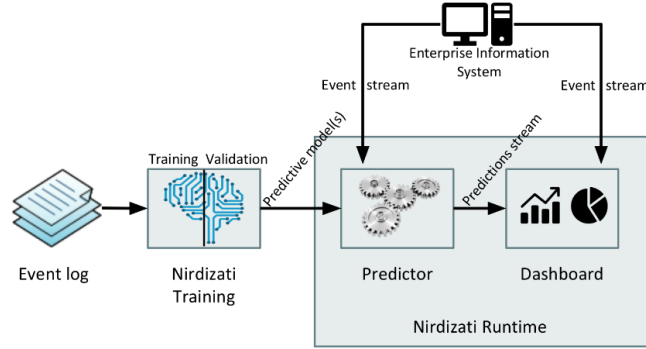 Enterprise Information
System
Event stream
Event stream
Training Validation
Predictive model(s)
Predictions stream
Event log
Nirdizati
Training
Predictor
Dashboard
Nirdizati Runtime